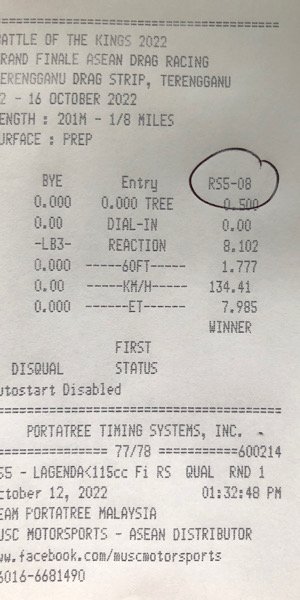 ATTLE OF THE KINGS 2022
RAND FINALE ASEAN DRAG RACING
ERENGGANU DRAG STRIP, TERENGGANU
2 - 16 OCTOBER 2022
ENGTH : 201M - 1/8 MILES
URFACE : PREP
BYE Entry RS5-08
0.000 0.000 TREE 0.500
0.00 DIAL-IN 0.00
-LB3- REACTION 8.102
0.000 ------60FT----- 1.777
0.00 -----KM/H----- 134.41
0.000 ------ET------ 7.985
WINNER
FIRST
DISQUAL STATUS
utostart Disabled
PORTATREE TIMING SYSTEMS, INC.
77/78 ===========600214
S5 - LAGENDA<115cc Fi RS QUAL RND 1
ctober 12, 2022 01:32:48 PM
EAM PORTATREE MALAYSIA
USC MOTORSPORTS - ASEAN DISTRIBUTOR
ww.facebook.com/muscmotorsports
6016-6681490